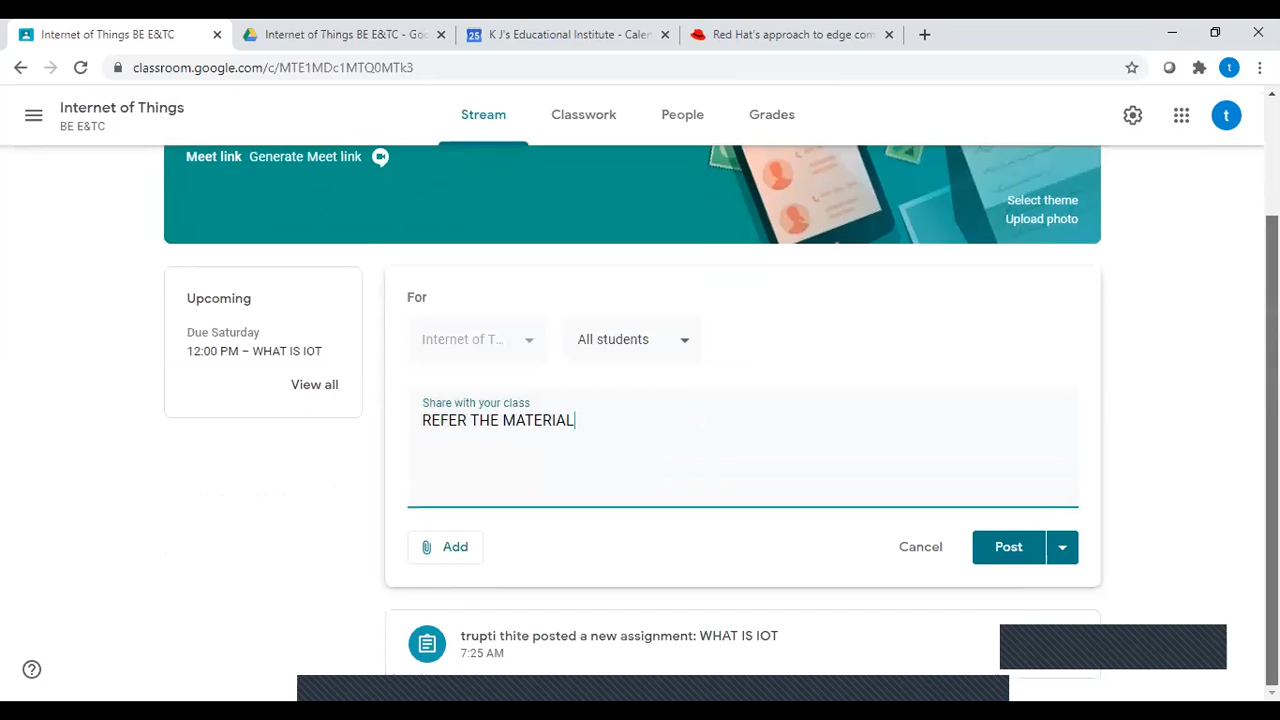 Internet of Things BE E&TC
Internet of Things BE E&TC - Goo
K J's Educational Institute - Calen
Red Hat's approach to edge com
classroom.google.com/c/MTE1MDc1MTQ0MTk3
t
Internet of Things
BE E&TC
Stream
Classwork
People
Grades
t
Meet link Generate Meet link
Select theme
Upload photo
Upcoming
Due Saturday
12:00 PM – WHAT IS IOT
View all
For
Internet of T...
All students
Share with your class
REFER THE MATERIAL
Add
Cancel
Post
trupti thite posted a new assignment: WHAT IS IOT
7:25 AM